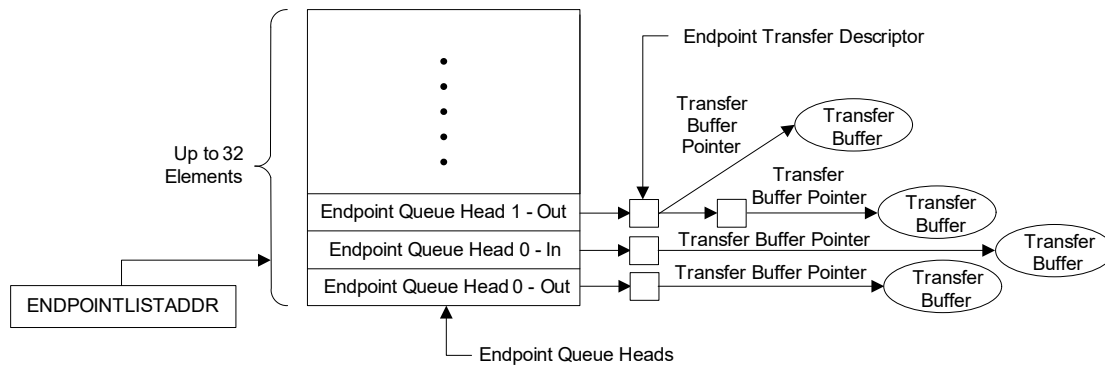 Endpoint Transfer Descriptor
Transfer
Buffer
Pointer
Transfer
Buffer
Up to 32
Elements
Transfer
Buffer Pointer
Endpoint Queue Head 1 - Out
Transfer
Buffer
Endpoint Queue Head 0 - In
Transfer Buffer Pointer
Transfer
Buffer
Endpoint Queue Head 0 - Out
Transfer Buffer Pointer
Transfer
Buffer
ENDPOINTLISTADDR
Endpoint Queue Heads